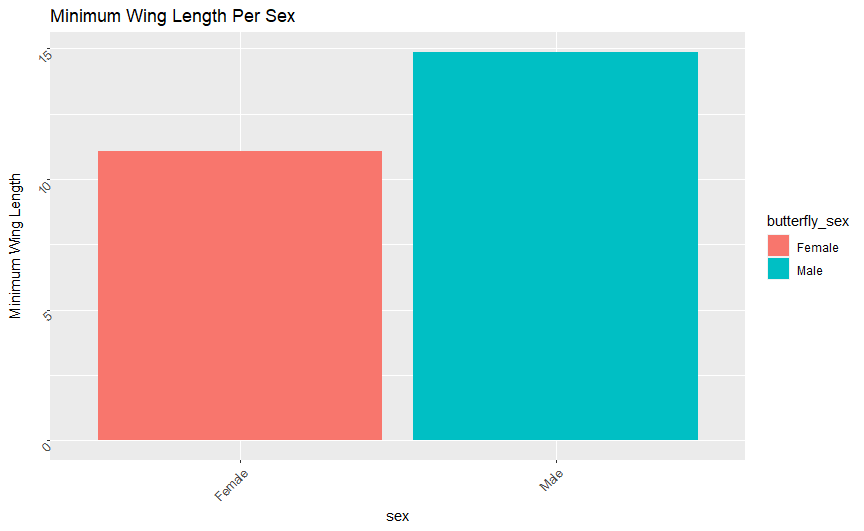 Minimum Wing Length Per Sex
15
10
5
0
Minimum Wing Length
Female
Male
sex
butterfly_sex
Female
Male